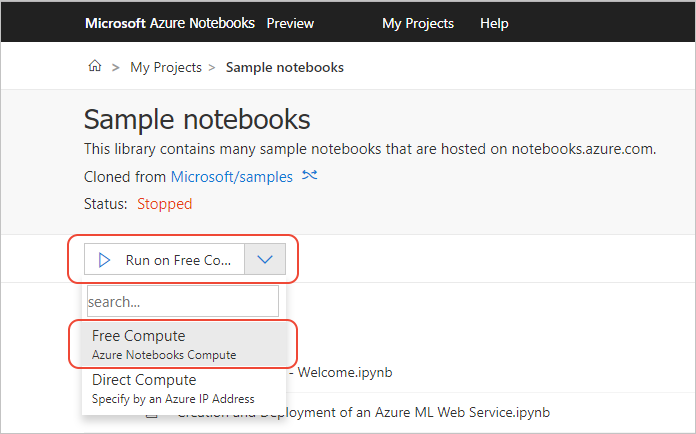 Microsoft Azure Notebooks Preview My Projects Help
> My Projects > Sample notebooks
Sample notebooks
This library contains many sample notebooks that are hosted on notebooks.azure.com.
Cloned from Microsoft/samples
Status: Stopped
Run on Free Co...
search...
Free Compute
Azure Notebooks Compute
- Welcome.ipynb
Direct Compute
Specify by an Azure IP Address
Creation and Deployment of an Azure ML Web Service.ipynb